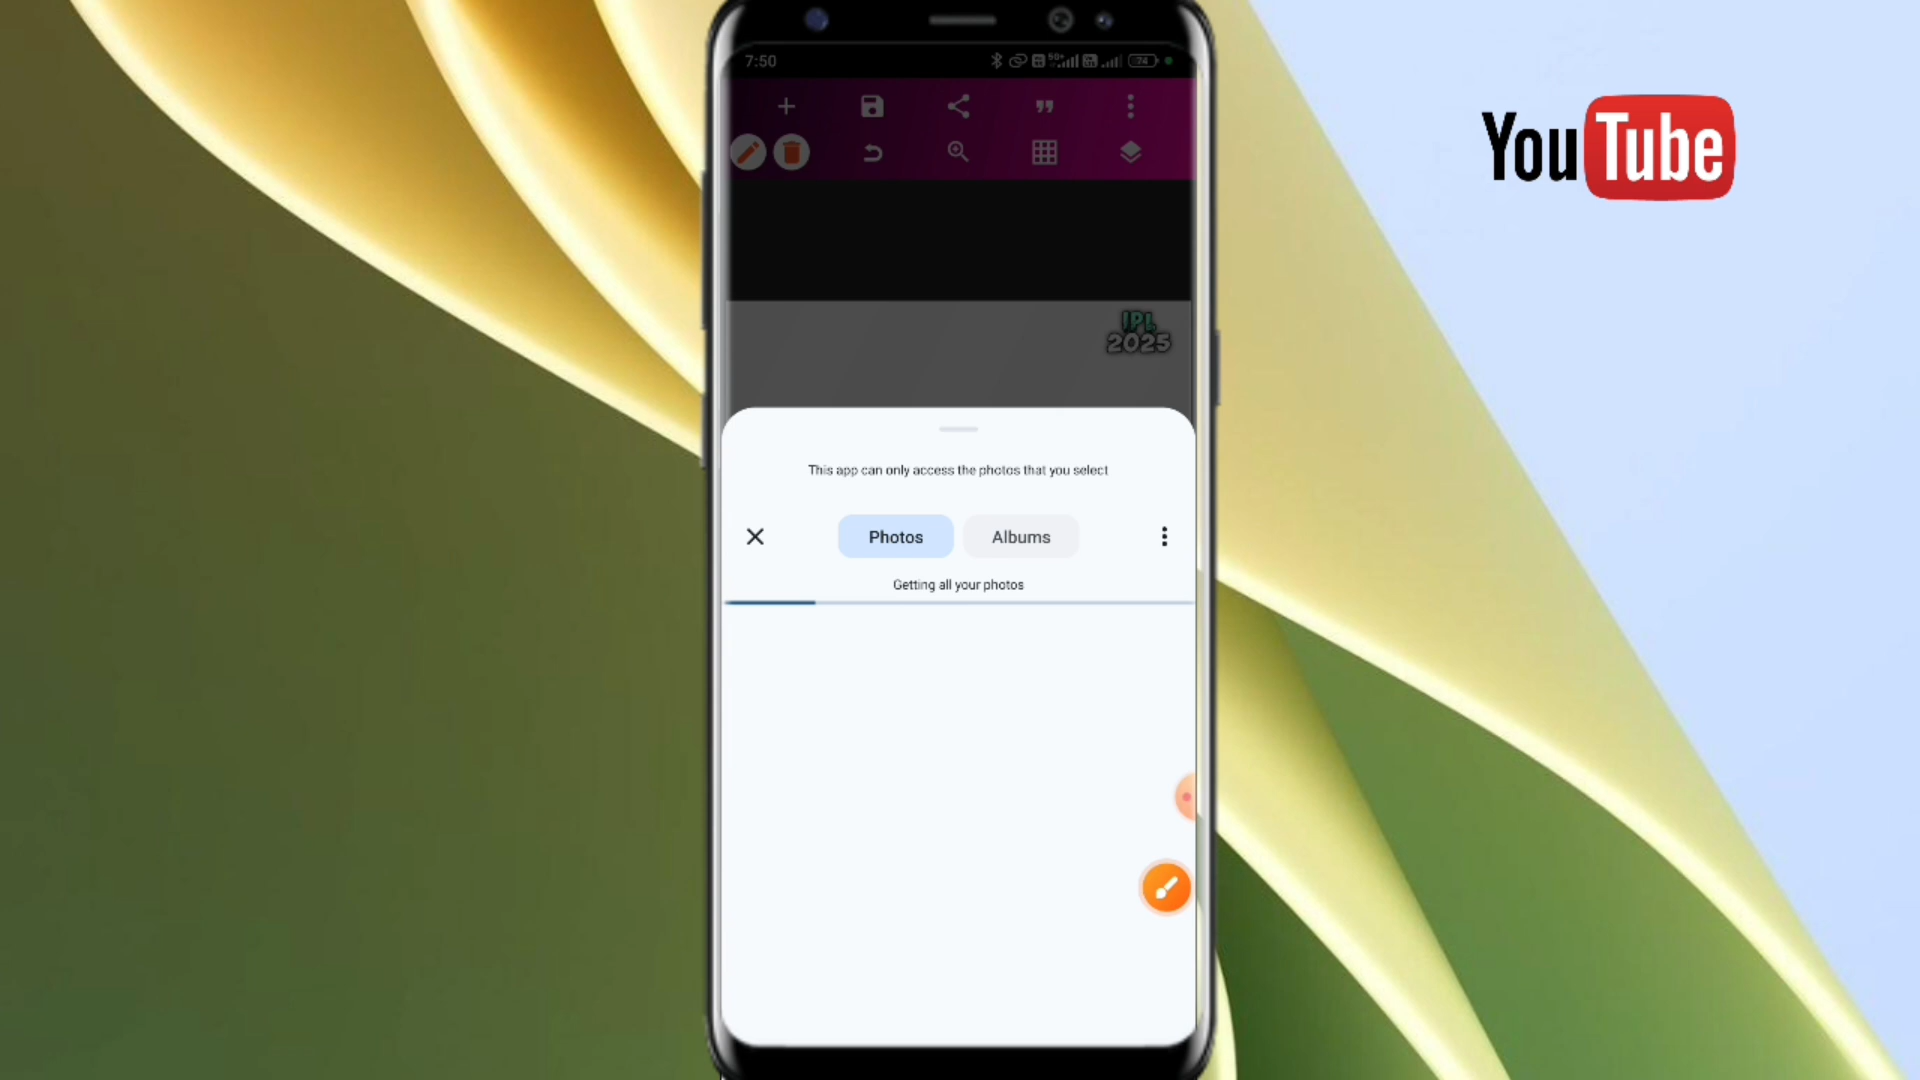 7:50
74
YouTube
IPL
2025
This app can only access the photos that you select
Photos
Albums
Getting all your photos